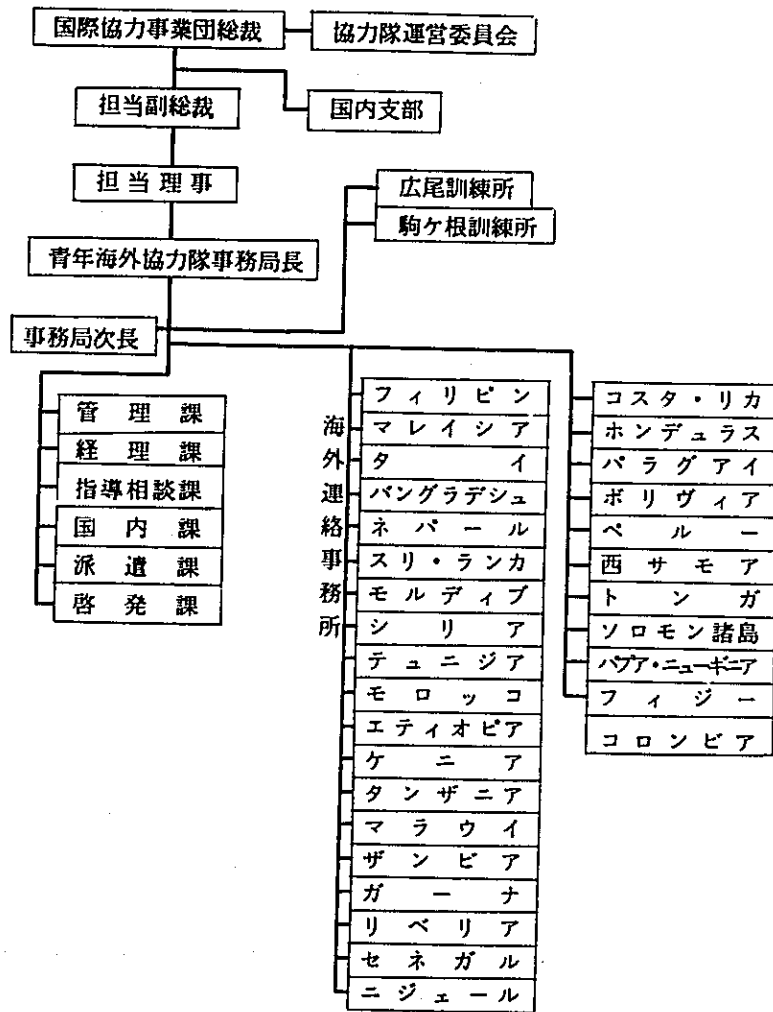 国際協力事業団総裁
協力隊運営委員会
担当副総裁
国内支部
担当理事
広尾訓練所
駒ケ根訓練所
青年海外協力隊事務局長
事務局次長
管理課
経理課
指導相談課
国内課
派遣課
啓発課
海外連絡事務所
フィリピン
マレイシア
タイ
バングラデシュ
ネパール
スリ・ランカ
モルディブ
シリア
テュニジア
モロッコ
エティオピア
ケニア
タンザニア
マラウイ
ザンビア
ガーナ
リベリア
セネガル
ニジェール
コスタ・リカ
ホンデュラス
パラグアイ
ボリヴィア
ペルー
西サモア
トンガ
ソロモン諸島
パプア・ニューギニア
フィジー
コロンビア